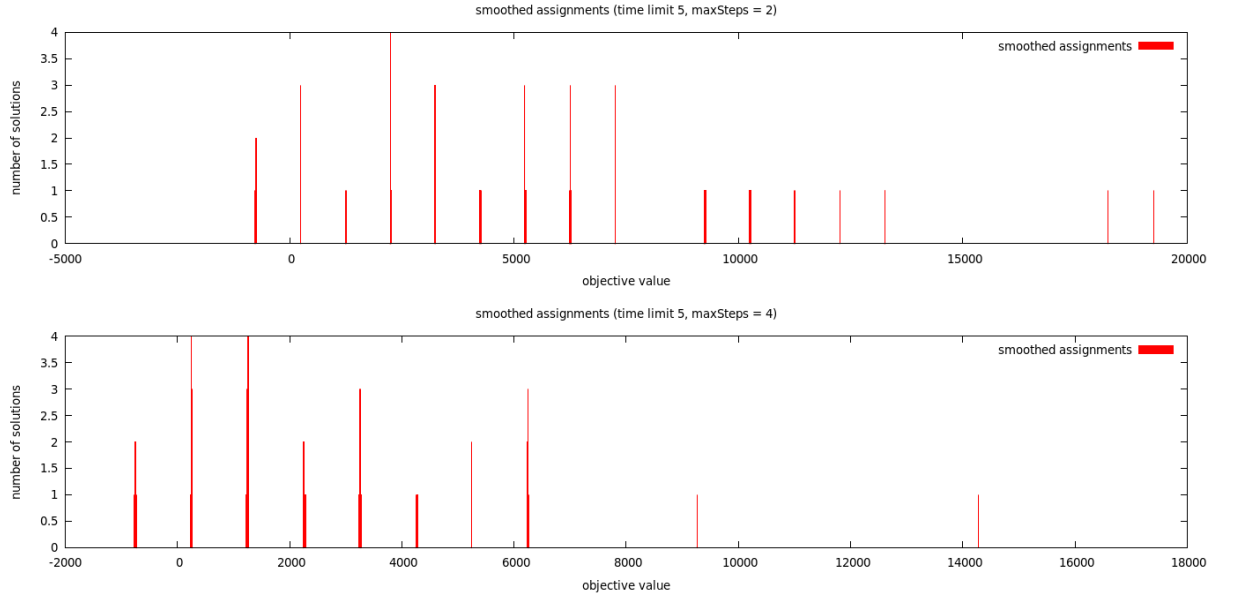 smoothed assignments (time limit 5, maxSteps = 2)
4
3.5
3
2.5
2
1.5
1
0.5
0
number of solutions
smoothed assignments
-5000 0 5000 10000 15000 20000
objective value
smoothed assignments (time limit 5, maxSteps = 4)
4
3.5
3
2.5
2
1.5
1
0.5
0
number of solutions
smoothed assignments
-2000 0 2000 4000 6000 8000 10000 12000 14000 16000 18000
objective value